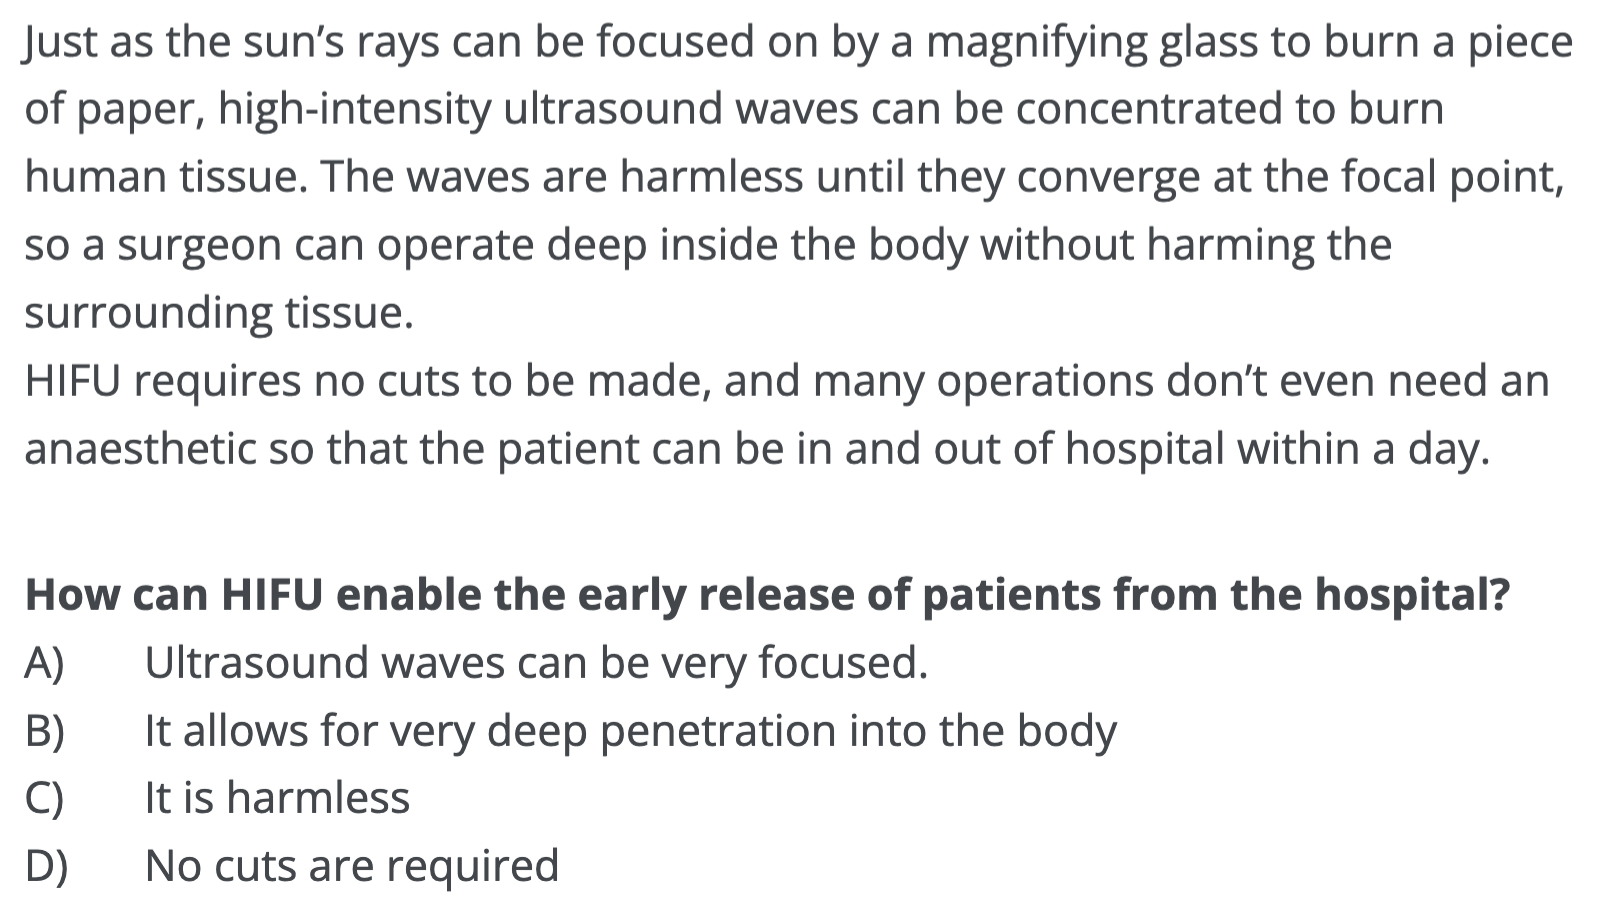 Just as the sun’s rays can be focused on by a magnifying glass to burn a piece
of paper, high-intensity ultrasound waves can be concentrated to burn
human tissue. The waves are harmless until they converge at the focal point,
so a surgeon can operate deep inside the body without harming the
surrounding tissue.
HIFU requires no cuts to be made, and many operations don’t even need an
anaesthetic so that the patient can be in and out of hospital within a day.
How can HIFU enable the early release of patients from the hospital?
A) Ultrasound waves can be very focused.
B) It allows for very deep penetration into the body
C) It is harmless
D) No cuts are required